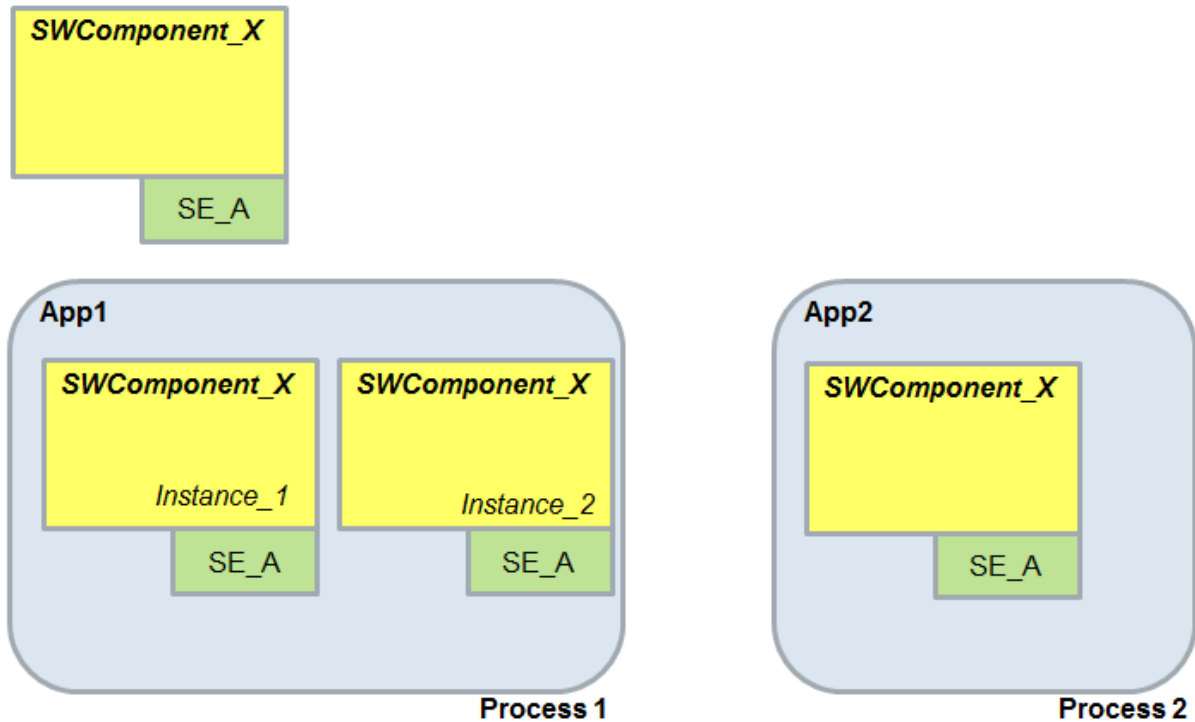 SWComponent_X
SE_A
App1
SWComponent_X
Instance_1
SE_A
SWComponent_X
Instance_2
SE_A
Process 1
App2
SWComponent_X
SE_A
Process 2